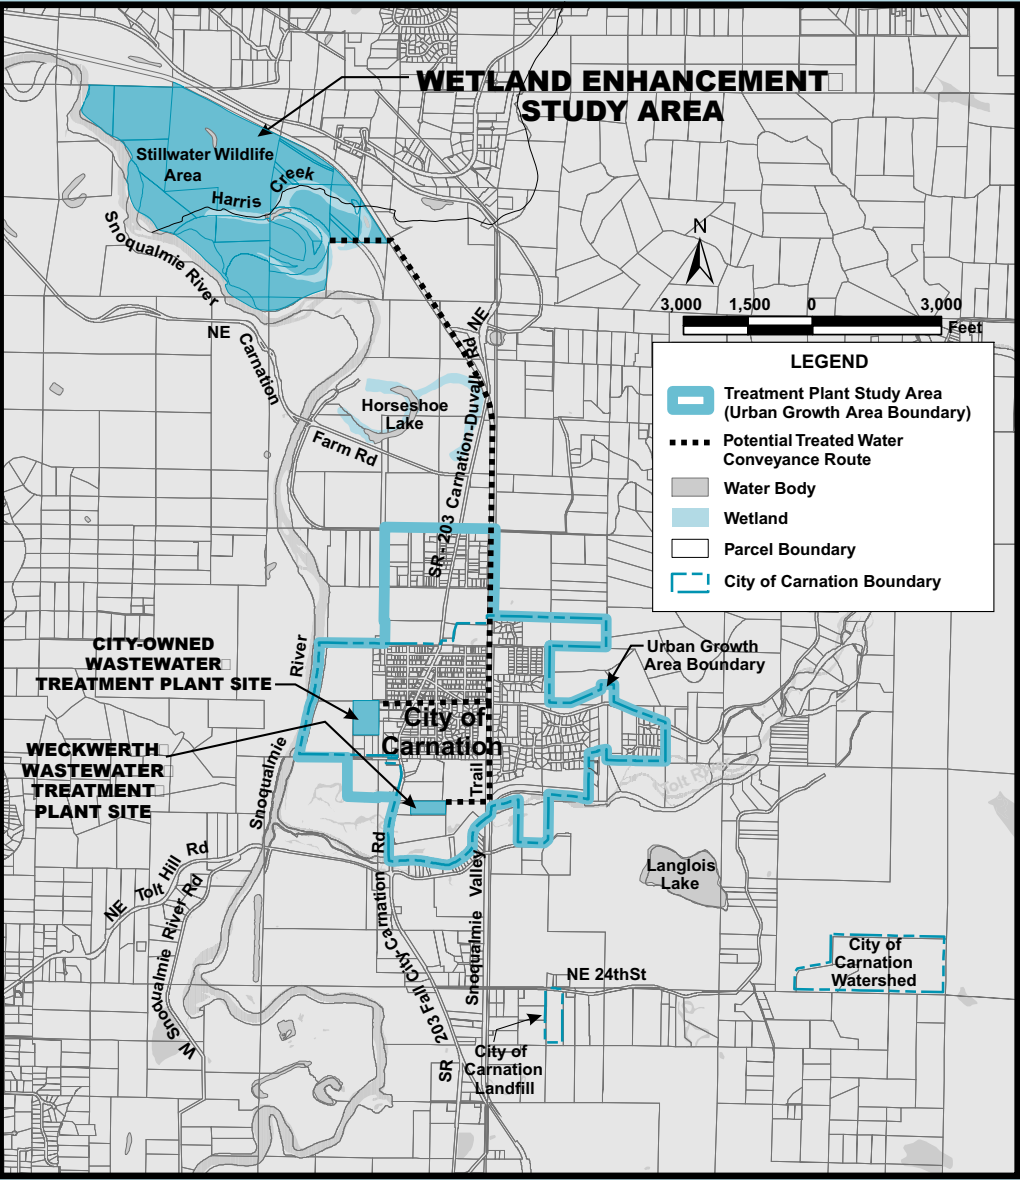 WETLAND ENHANCEMENT
STUDY AREA
Stillwater Wildlife
Area
Harris Creek
Snoqualmie River
N
3,000 1,500 0 3,000
Feet
NE Carnation
Farm Rd
Horseshoe
Lake
SR - 203 Carnation-Duvall Rd NE
LEGEND
Treatment Plant Study Area
(Urban Growth Area Boundary)
Potential Treated Water
Conveyance Route
Water Body
Wetland
Parcel Boundary
City of Carnation Boundary
CITY-OWNED
WASTEWATER
TREATMENT PLANT SITE
Urban Growth
Area Boundary
City of
Carnation
WECKWERTH
WASTEWATER
TREATMENT
PLANT SITE
Snoqualmie River
Tolt River
Snoqualmie Valley Trail
NE Tolt Hill Rd
W Snoqualmie River Rd
SR 203 Fall City-Carnation Rd
Langlois
Lake
City of
Carnation
Watershed
NE 24thSt
City of
Carnation
Landfill